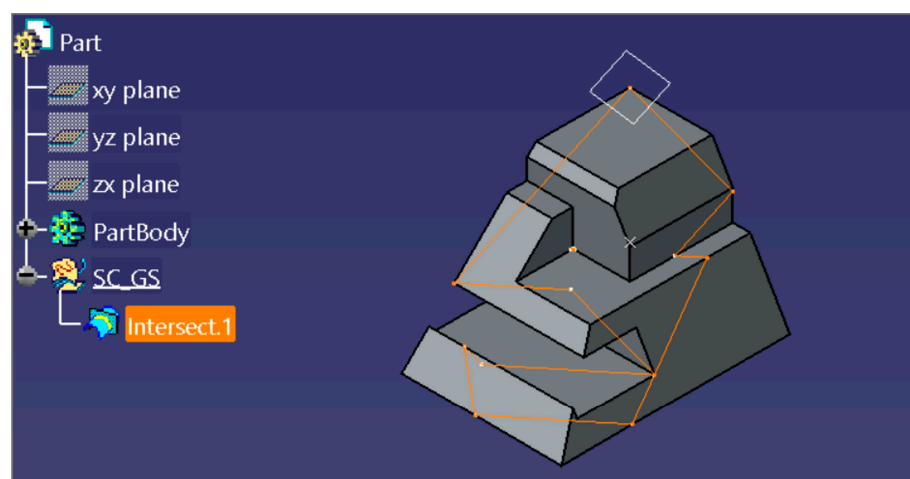 Part
xy plane
yz plane
zx plane
PartBody
SC_GS
Intersect.1